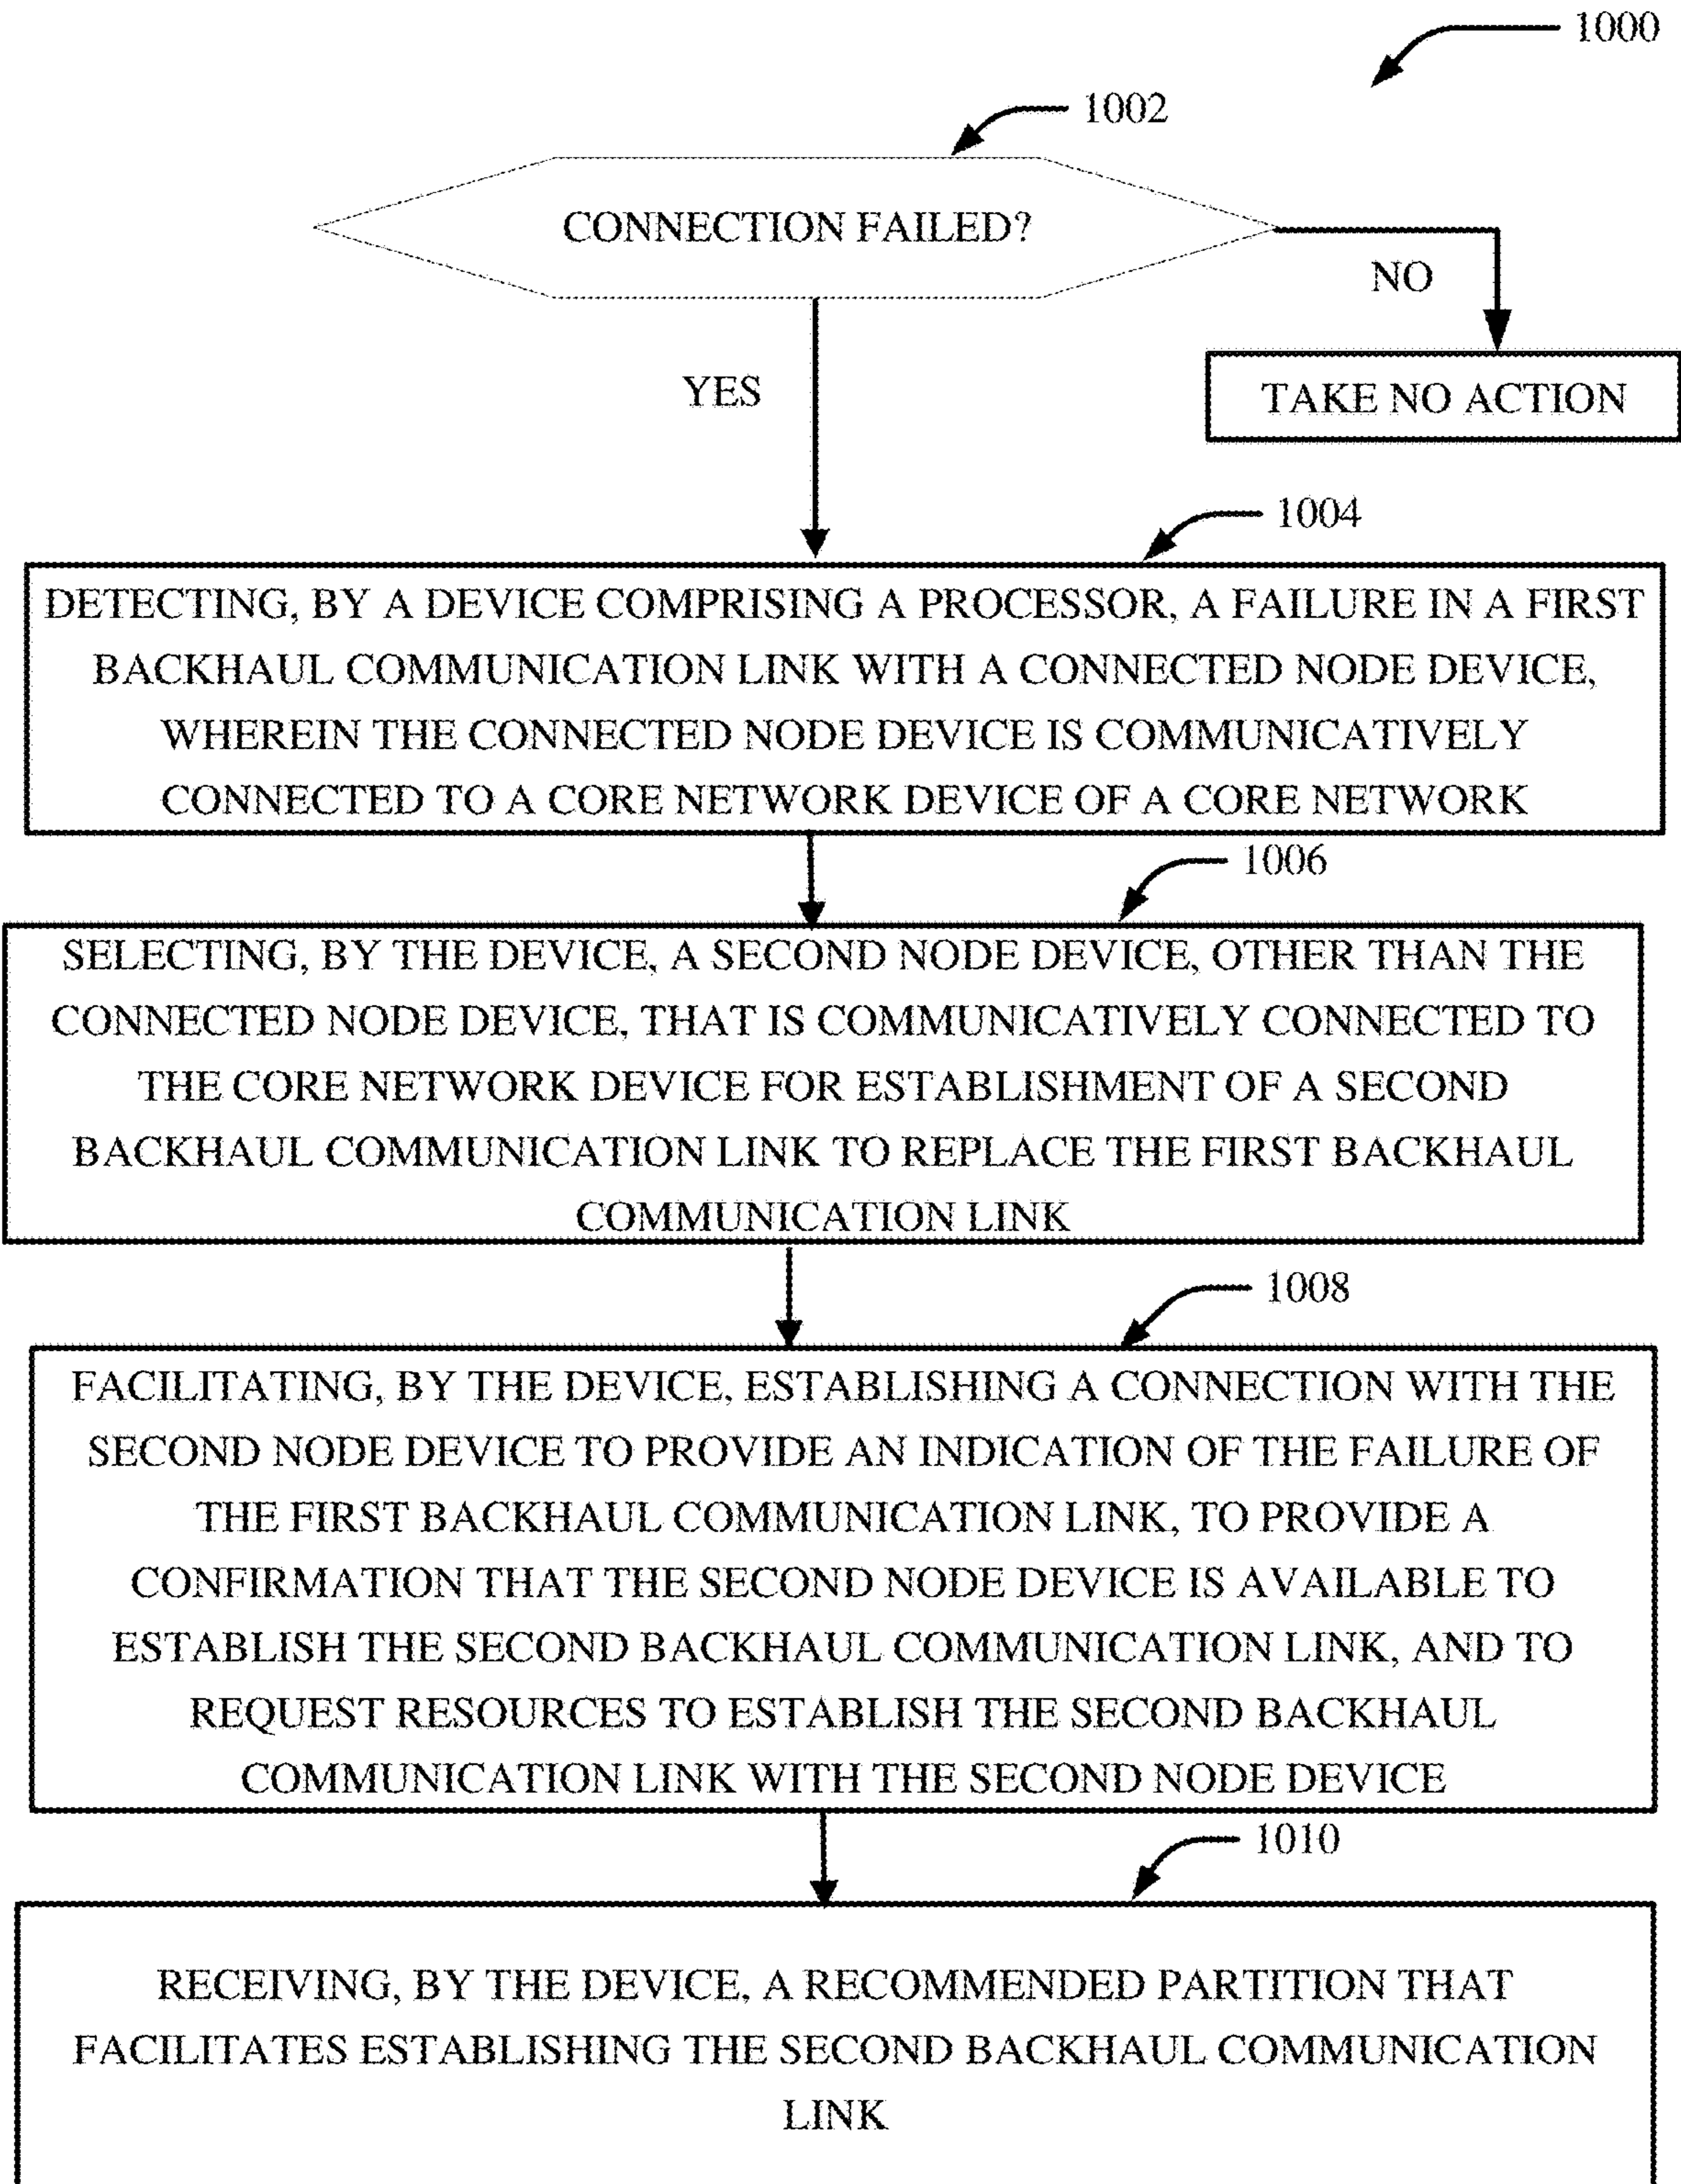 1000
1002
CONNECTION FAILED?
NO
YES
TAKE NO ACTION
1004
DETECTING, BY A DEVICE COMPRISING A PROCESSOR, A FAILURE IN A FIRST
BACKHAUL COMMUNICATION LINK WITH A CONNECTED NODE DEVICE,
WHEREIN THE CONNECTED NODE DEVICE IS COMMUNICATIVELY
CONNECTED TO A CORE NETWORK DEVICE OF A CORE NETWORK
1006
SELECTING, BY THE DEVICE, A SECOND NODE DEVICE, OTHER THAN THE
CONNECTED NODE DEVICE, THAT IS COMMUNICATIVELY CONNECTED TO
THE CORE NETWORK DEVICE FOR ESTABLISHMENT OF A SECOND
BACKHAUL COMMUNICATION LINK TO REPLACE THE FIRST BACKHAUL
COMMUNICATION LINK
1008
FACILITATING, BY THE DEVICE, ESTABLISHING A CONNECTION WITH THE
SECOND NODE DEVICE TO PROVIDE AN INDICATION OF THE FAILURE OF
THE FIRST BACKHAUL COMMUNICATION LINK, TO PROVIDE A
CONFIRMATION THAT THE SECOND NODE DEVICE IS AVAILABLE TO
ESTABLISH THE SECOND BACKHAUL COMMUNICATION LINK, AND TO
REQUEST RESOURCES TO ESTABLISH THE SECOND BACKHAUL
COMMUNICATION LINK WITH THE SECOND NODE DEVICE
1010
RECEIVING, BY THE DEVICE, A RECOMMENDED PARTITION THAT
FACILITATES ESTABLISHING THE SECOND BACKHAUL COMMUNICATION
LINK